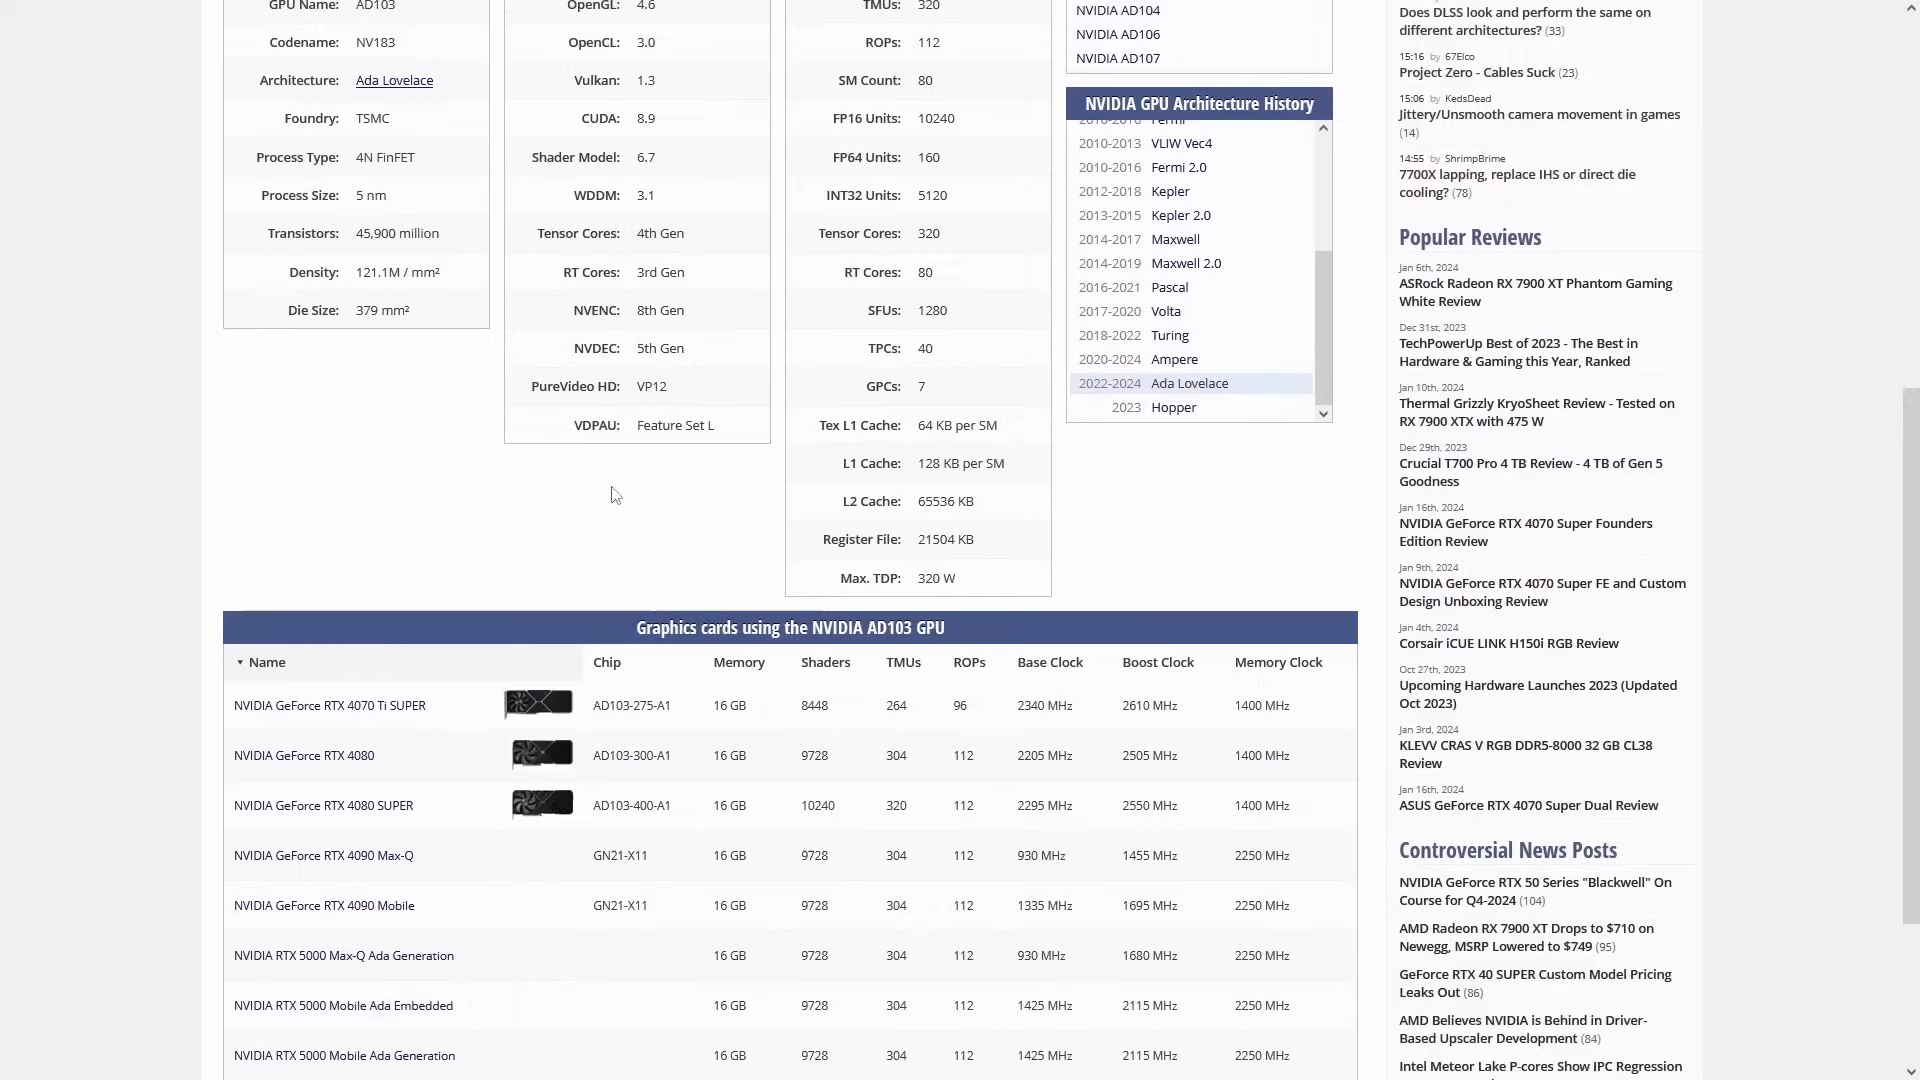 GPU Name: AD103
Codename: NV183
Architecture: Ada Lovelace
Foundry: TSMC
Process Type: 4N FinFET
Process Size: 5 nm
Transistors: 45,900 million
Density: 121.1M / mm²
Die Size: 379 mm²
OpenGL: 4.6
OpenCL: 3.0
Vulkan: 1.3
CUDA: 8.9
Shader Model: 6.7
WDDM: 3.1
Tensor Cores: 4th Gen
RT Cores: 3rd Gen
NVENC: 8th Gen
NVDEC: 5th Gen
PureVideo HD: VP12
VDPAU: Feature Set L
TMUs: 320
ROPs: 112
SM Count: 80
FP16 Units: 10240
FP64 Units: 160
INT32 Units: 5120
Tensor Cores: 320
RT Cores: 80
SFUs: 1280
TPCs: 40
GPCs: 7
Tex L1 Cache: 64 KB per SM
L1 Cache: 128 KB per SM
L2 Cache: 65536 KB
Register File: 21504 KB
Max. TDP: 320 W
NVIDIA AD104
NVIDIA AD106
NVIDIA AD107
NVIDIA GPU Architecture History
Fermi
2010-2013 VLIW Vec4
2010-2016 Fermi 2.0
2012-2018 Kepler
2013-2015 Kepler 2.0
2014-2017 Maxwell
2014-2019 Maxwell 2.0
2016-2021 Pascal
2017-2020 Volta
2018-2022 Turing
2020-2024 Ampere
2022-2024 Ada Lovelace
2023 Hopper
Graphics cards using the NVIDIA AD103 GPU
Name Chip Memory Shaders TMUs ROPs Base Clock Boost Clock Memory Clock
NVIDIA GeForce RTX 4070 Ti SUPER AD103-275-A1 16 GB 8448 264 96 2340 MHz 2610 MHz 1400 MHz
NVIDIA GeForce RTX 4080 AD103-300-A1 16 GB 9728 304 112 2205 MHz 2505 MHz 1400 MHz
NVIDIA GeForce RTX 4080 SUPER AD103-400-A1 16 GB 10240 320 112 2295 MHz 2550 MHz 1400 MHz
NVIDIA GeForce RTX 4090 Max-Q GN21-X11 16 GB 9728 304 112 930 MHz 1455 MHz 2250 MHz
NVIDIA GeForce RTX 4090 Mobile GN21-X11 16 GB 9728 304 112 1335 MHz 1695 MHz 2250 MHz
NVIDIA RTX 5000 Max-Q Ada Generation 16 GB 9728 304 112 930 MHz 1680 MHz 2250 MHz
NVIDIA RTX 5000 Mobile Ada Embedded 16 GB 9728 304 112 1425 MHz 2115 MHz 2250 MHz
NVIDIA RTX 5000 Mobile Ada Generation 16 GB 9728 304 112 1425 MHz 2115 MHz 2250 MHz
Does DLSS look and perform the same on
different architectures? (33)
15:16 by 67Elco
Project Zero - Cables Suck (23)
15:06 by KedsDead
Jittery/Unsmooth camera movement in games
(14)
14:55 by ShrimpBrime
7700X lapping, replace IHS or direct die
cooling? (78)
Popular Reviews
Jan 6th, 2024
ASRock Radeon RX 7900 XT Phantom Gaming
White Review
Dec 31st, 2023
TechPowerUp Best of 2023 - The Best in
Hardware & Gaming this Year, Ranked
Jan 10th, 2024
Thermal Grizzly KryoSheet Review - Tested on
RX 7900 XTX with 475 W
Dec 29th, 2023
Crucial T700 Pro 4 TB Review - 4 TB of Gen 5
Goodness
Jan 16th, 2024
NVIDIA GeForce RTX 4070 Super Founders
Edition Review
Jan 9th, 2024
NVIDIA GeForce RTX 4070 Super FE and Custom
Design Unboxing Review
Jan 4th, 2024
Corsair iCUE LINK H150i RGB Review
Oct 27th, 2023
Upcoming Hardware Launches 2023 (Updated
Oct 2023)
Jan 3rd, 2024
KLEVV CRAS V RGB DDR5-8000 32 GB CL38
Review
Jan 16th, 2024
ASUS GeForce RTX 4070 Super Dual Review
Controversial News Posts
NVIDIA GeForce RTX 50 Series "Blackwell" On
Course for Q4-2024 (104)
AMD Radeon RX 7900 XT Drops to $710 on
Newegg, MSRP Lowered to $749 (95)
GeForce RTX 40 SUPER Custom Model Pricing
Leaks Out (86)
AMD Believes NVIDIA is Behind in Driver-
Based Upscaler Development (84)
Intel Meteor Lake P-cores Show IPC Regression